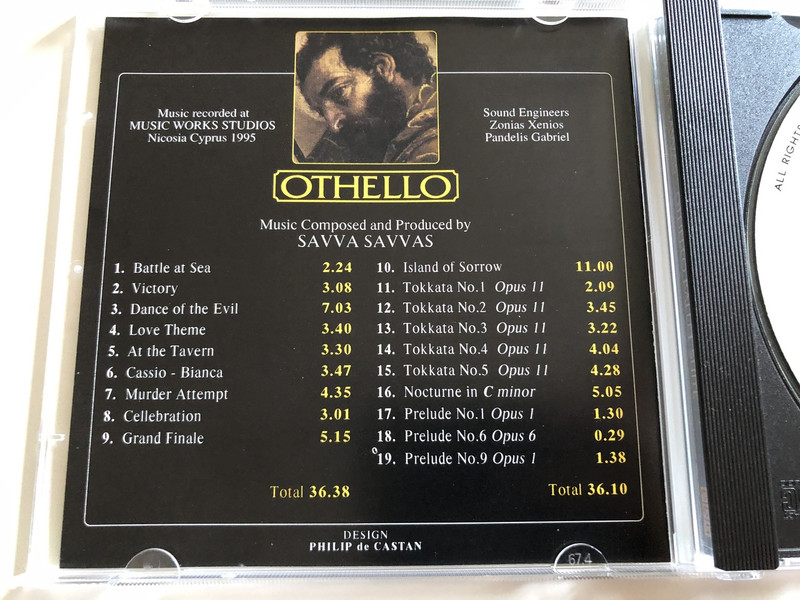 Music recorded at
MUSIC WORKS STUDIOS
Nicosia Cyprus 1995
Sound Engineers
Zonias Xenios
Pandelis Gabriel
OTHELLO
Music Composed and Produced by
SAVVA SAVVAS
1. Battle at Sea 2.24
2. Victory 3.08
3. Dance of the Evil 7.03
4. Love Theme 3.40
5. At the Tavern 3.30
6. Cassio - Bianca 3.47
7. Murder Attempt 4.35
8. Cellebration 3.01
9. Grand Finale 5.15
Total 36.38
10. Island of Sorrow 11.00
11. Tokkata No.1 Opus 11 2.09
12. Tokkata No.2 Opus 11 3.45
13. Tokkata No.3 Opus 11 3.22
14. Tokkata No.4 Opus 11 4.04
15. Tokkata No.5 Opus 11 4.28
16. Nocturne in C minor 5.05
17. Prelude No.1 Opus 1 1.30
18. Prelude No.6 Opus 6 0.29
19. Prelude No.9 Opus 1 1.38
Total 36.10
DESIGN
PHILIP de CASTAN
674
ALL RIGHTS